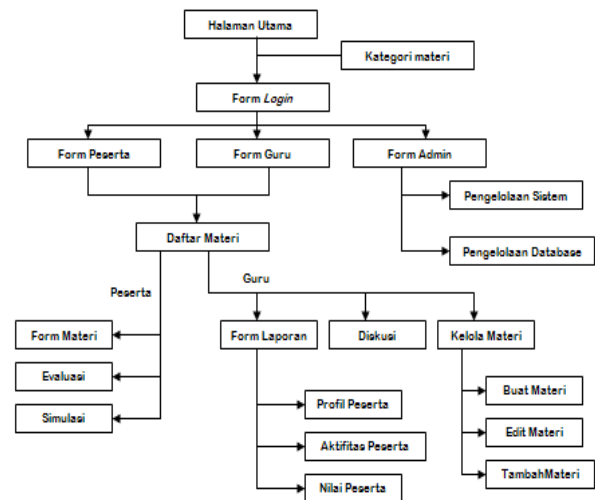 Halaman Utama
Kategori materi
Form Login
Form Peserta
Form Guru
Form Admin
Pengelolaan Sistem
Daftar Materi
Pengelolaan Database
Peserta
Guru
Form Materi
Form Laporan
Diskusi
Kelola Materi
Evaluasi
Simulasi
Profil Peserta
Aktifitas Peserta
Nilai Peserta
Buat Materi
Edit Materi
TambahMateri